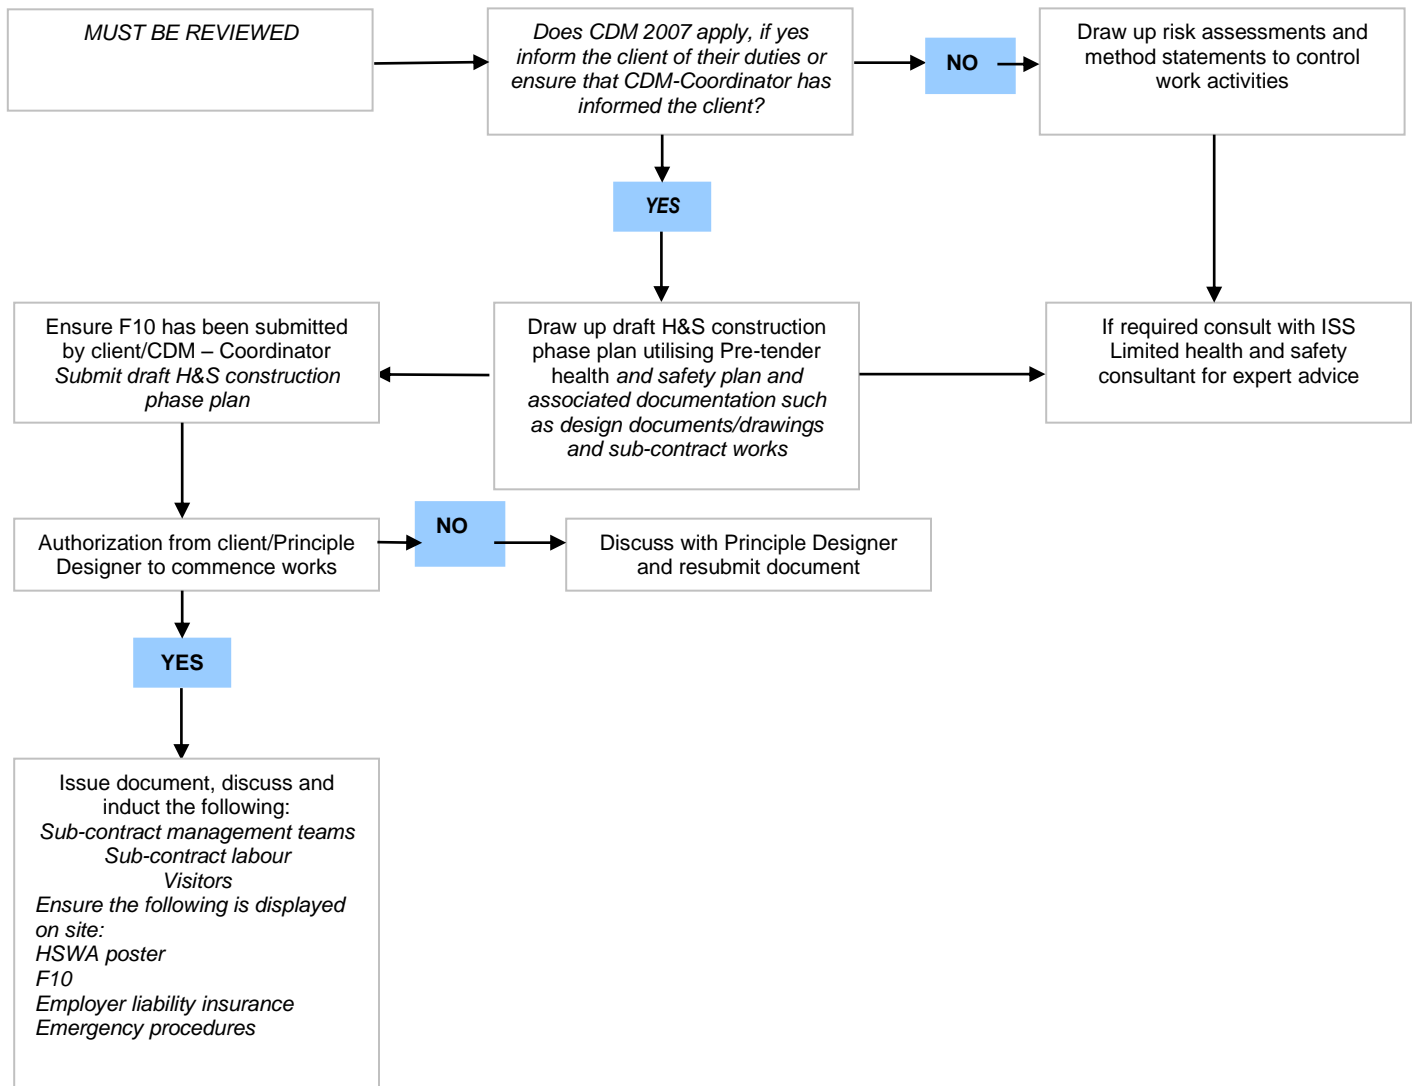 MUST BE REVIEWED
Does CDM 2007 apply, if yes
inform the client of their duties or
ensure that CDM-Coordinator has
informed the client?
NO
Draw up risk assessments and
method statements to control
work activities
YES
Ensure F10 has been submitted
by client/CDM – Coordinator
Submit draft H&S construction
phase plan
Draw up draft H&S construction
phase plan utilising Pre-tender
health and safety plan and
associated documentation such
as design documents/drawings
and sub-contract works
If required consult with ISS
Limited health and safety
consultant for expert advice
Authorization from client/Principle
Designer to commence works
NO
Discuss with Principle Designer
and resubmit document
YES
Issue document, discuss and
induct the following:
Sub-contract management teams
Sub-contract labour
Visitors
Ensure the following is displayed
on site:
HSWA poster
F10
Employer liability insurance
Emergency procedures